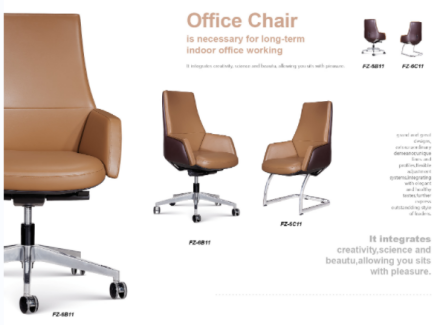 Office Chair
is necessary for long-term
indoor office working
It integrates creativity, science and beauty, allowing you sits with pleasure.
FZ-6B11
FZ-6C11
FZ-6B11
FZ-6C11
FZ-6B11
It integrates
creativity,science and
beautu,allowing you sits
with pleasure.